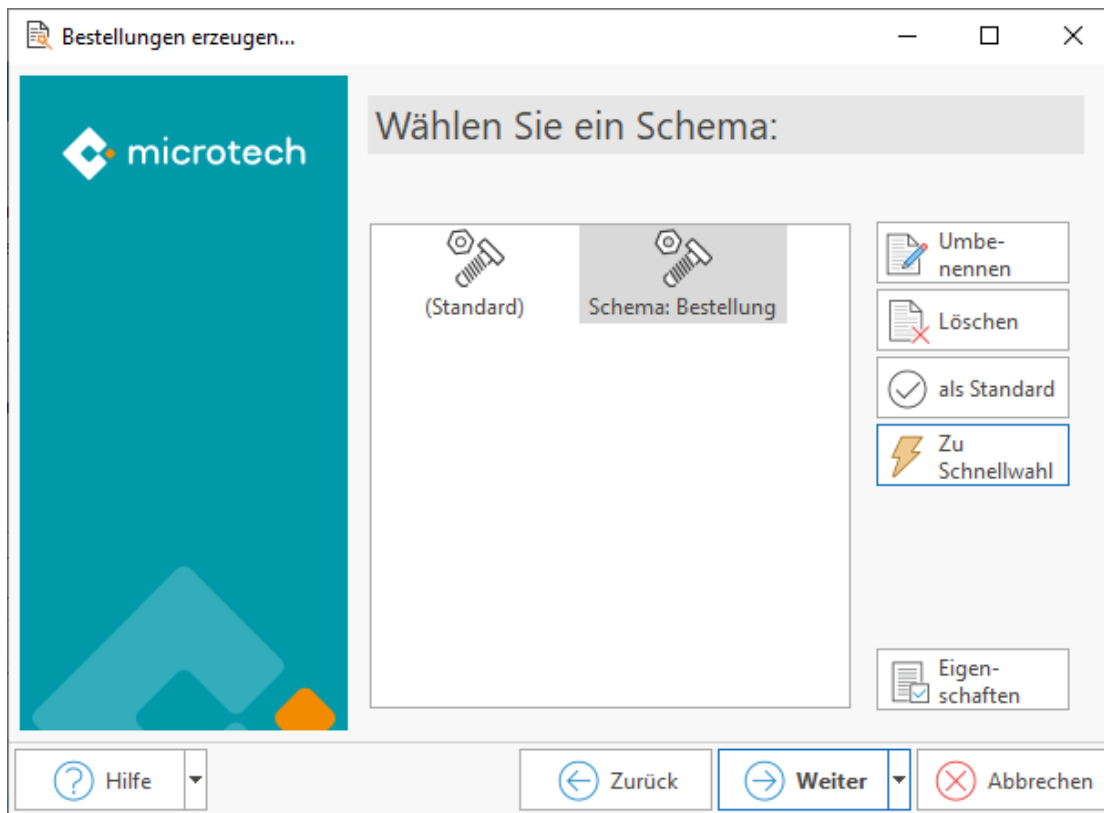 Bestellungen erzeugen...
microtech
Wählen Sie ein Schema:
(Standard)
Schema: Bestellung
Umbe-
nennen
Löschen
als Standard
Zu
Schnellwahl
Eigen-
schaften
Hilfe
Zurück
Weiter
Abbrechen